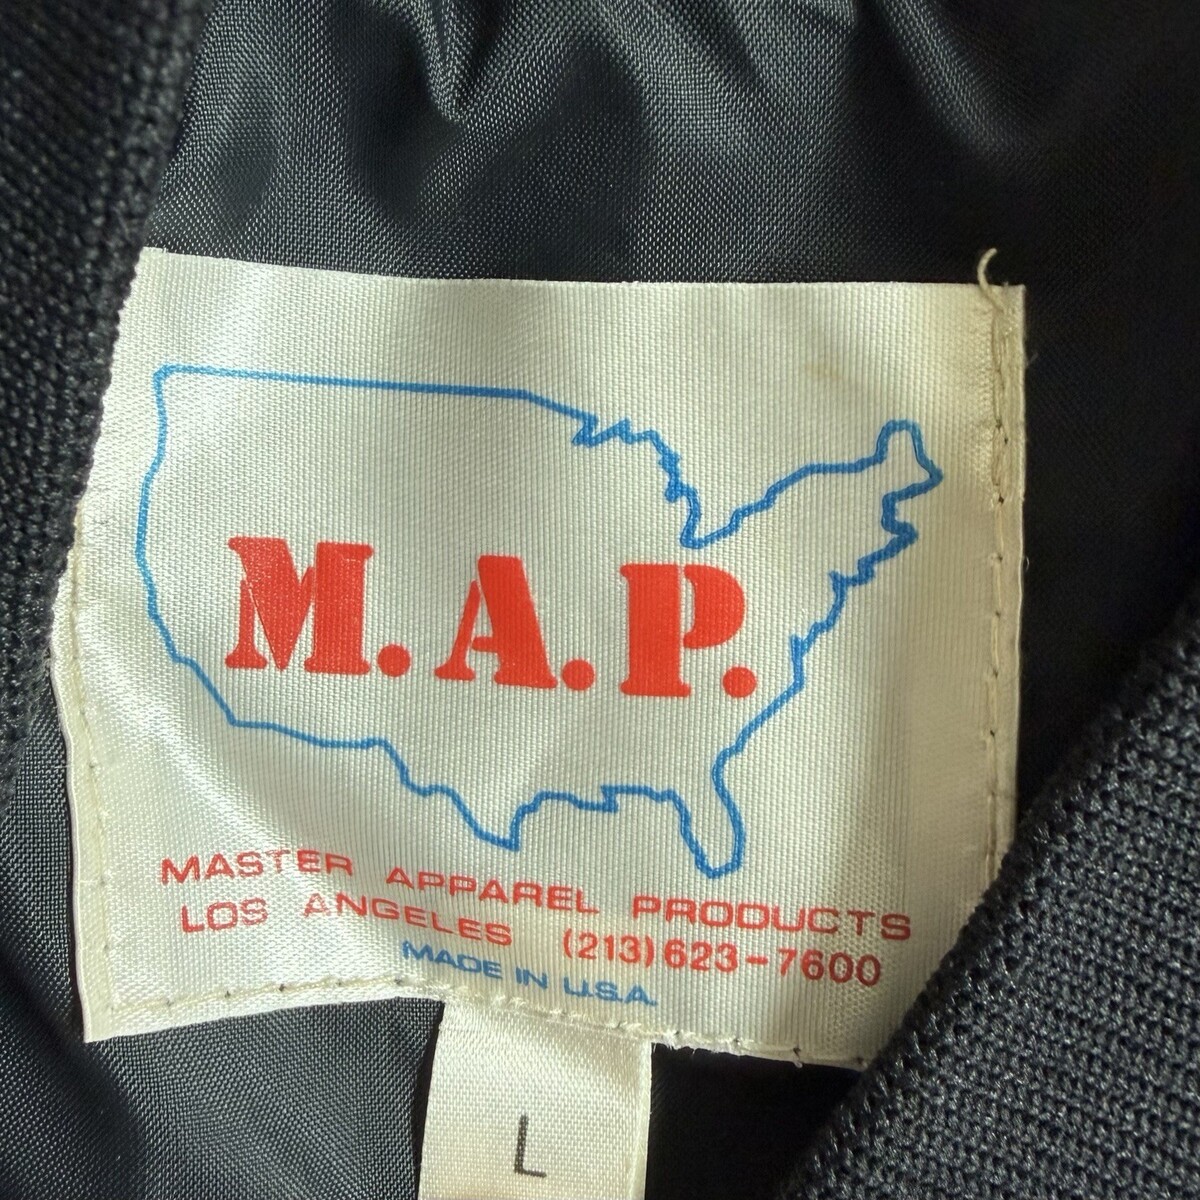 M.A.P.
MASTER APPAREL PRODUCTS
LOS ANGELES (213)623-7600
MADE IN U.S.A.
L